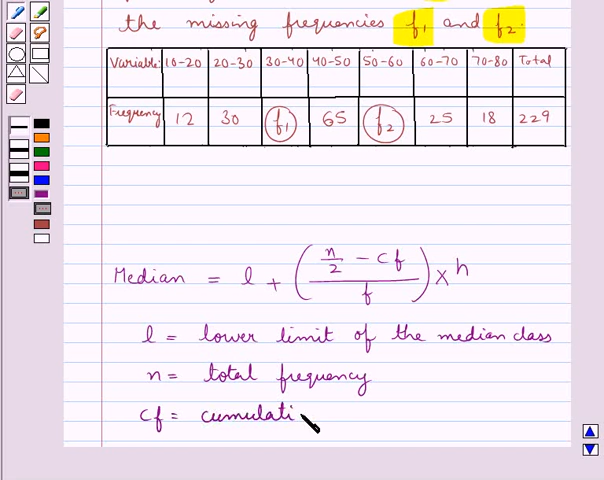 the missing frequencies f₁ and f₂.
Variable 10-20 20-30 30-40 40-50 50-60 60-70 70-80 Total
Frequency 12 30 f₁ 65 f₂ 25 18 229
Median = l + ( (n/2 - cf) / f ) × h
l = lower limit of the median class
n = total frequency
cf = cumulati